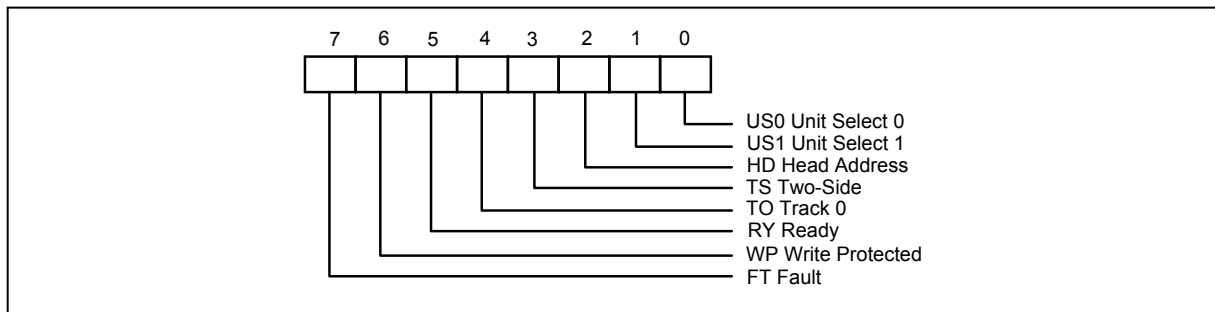 7 6 5 4 3 2 1 0
US0 Unit Select 0
US1 Unit Select 1
HD Head Address
TS Two-Side
TO Track 0
RY Ready
WP Write Protected
FT Fault